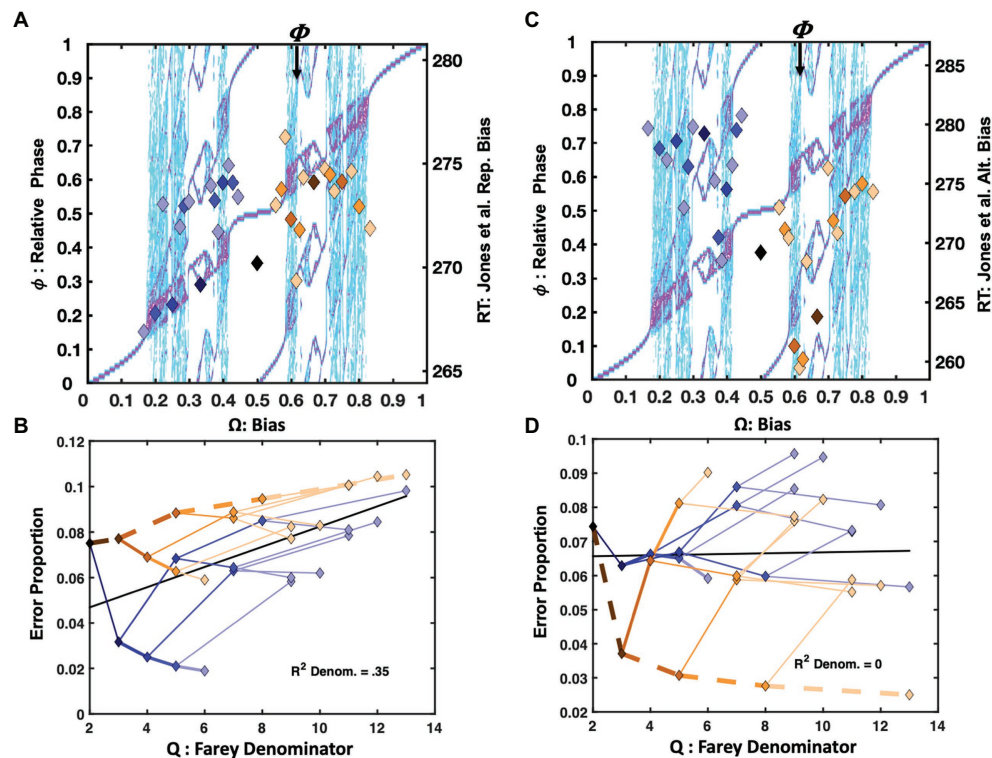 A
Φ
1
0.9
0.8
0.7
0.6
0.5
0.4
0.3
0.2
0.1
0
ϕ : Relative Phase
280
275
270
265
RT: Jones et al. Rep. Bias
0.1 0.2 0.3 0.4 0.5 0.6 0.7 0.8 0.9 1
Ω: Bias
C
Φ
1
0.9
0.8
0.7
0.6
0.5
0.4
0.3
0.2
0.1
0
ϕ : Relative Phase
285
280
275
270
265
260
RT: Jones et al. Alt. Bias
0.1 0.2 0.3 0.4 0.5 0.6 0.7 0.8 0.9 1
Ω: Bias
B
0.12
0.1
0.08
0.06
0.04
0.02
0
Error Proportion
R² Denom. = .35
2 4 6 8 10 12 14
Q : Farey Denominator
D
0.1
0.09
0.08
0.07
0.06
0.05
0.04
0.03
0.02
Error Proportion
R² Denom. = 0
2 4 6 8 10 12 14
Q : Farey Denominator